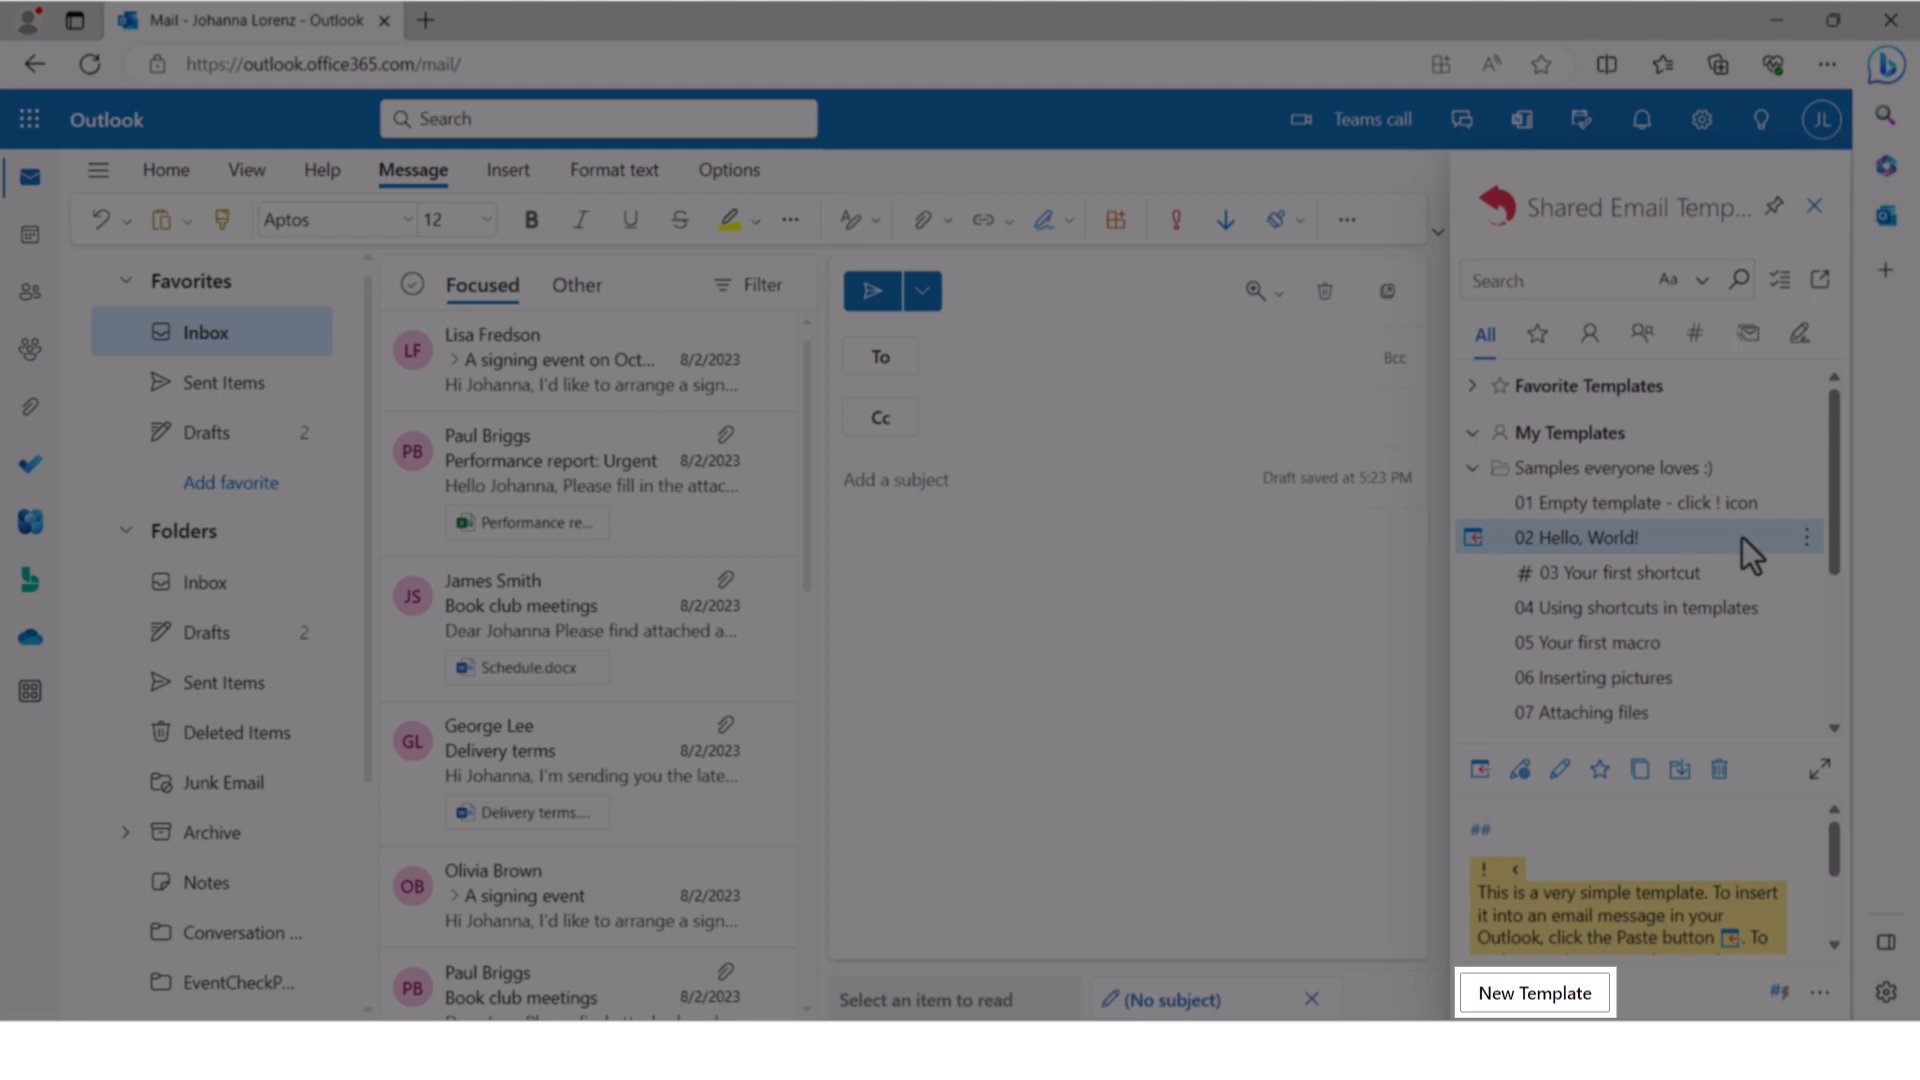 Mail - Johanna Lorenz - Outlook
https://outlook.office365.com/mail/
Outlook
Search
Teams call
JL
Home View Help Message Insert Format text Options
Aptos 12
Favorites
Inbox
Sent Items
Drafts 2
Add favorite
Folders
Inbox
Drafts 2
Sent Items
Deleted Items
Junk Email
Archive
Notes
Conversation ...
EventCheckP...
Focused Other Filter
LF
Lisa Fredson
> A signing event on Oct... 8/2/2023
Hi Johanna, I'd like to arrange a sign...
PB
Paul Briggs
Performance report: Urgent 8/2/2023
Hello Johanna, Please fill in the attac...
Performance re...
JS
James Smith
Book club meetings 8/2/2023
Dear Johanna Please find attached a...
Schedule.docx
GL
George Lee
Delivery terms 8/2/2023
Hi Johanna, I'm sending you the late...
Delivery terms....
OB
Olivia Brown
> A signing event 8/2/2023
Hi Johanna, I'd like to arrange a sign...
PB
Paul Briggs
Book club meetings 8/2/2023
To Bcc
Cc
Add a subject Draft saved at 5:23 PM
Select an item to read (No subject)
Shared Email Temp...
Search Aa
All
Favorite Templates
My Templates
Samples everyone loves :)
01 Empty template - click ! icon
02 Hello, World!
# 03 Your first shortcut
04 Using shortcuts in templates
05 Your first macro
06 Inserting pictures
07 Attaching files
##
! <
This is a very simple template. To insert
it into an email message in your
Outlook, click the Paste button . To
New Template